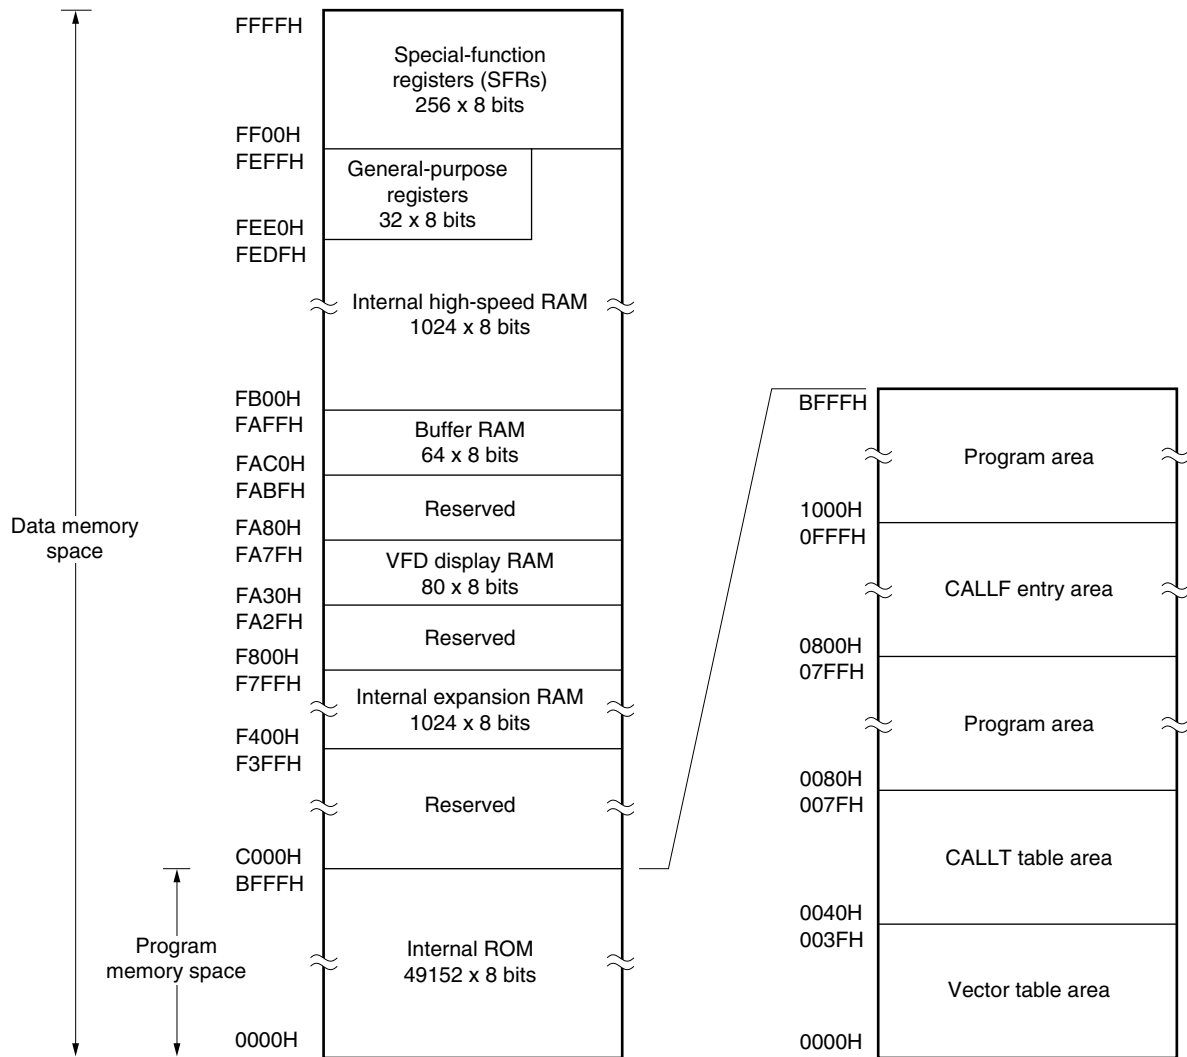 FFFFH
Special-function
registers (SFRs)
256 x 8 bits
FF00H
FEFFH
General-purpose
registers
32 x 8 bits
FEE0H
FEDFH
Internal high-speed RAM
1024 x 8 bits
FB00H
FAFFH
Buffer RAM
64 x 8 bits
FAC0H
FABFH
Reserved
Data memory
space
FA80H
FA7FH
VFD display RAM
80 x 8 bits
FA30H
FA2FH
Reserved
F800H
F7FFH
Internal expansion RAM
1024 x 8 bits
F400H
F3FFH
Reserved
C000H
BFFFH
Program
memory space
Internal ROM
49152 x 8 bits
0000H
BFFFH
Program area
1000H
0FFFH
CALLF entry area
0800H
07FFH
Program area
0080H
007FH
CALLT table area
0040H
003FH
Vector table area
0000H